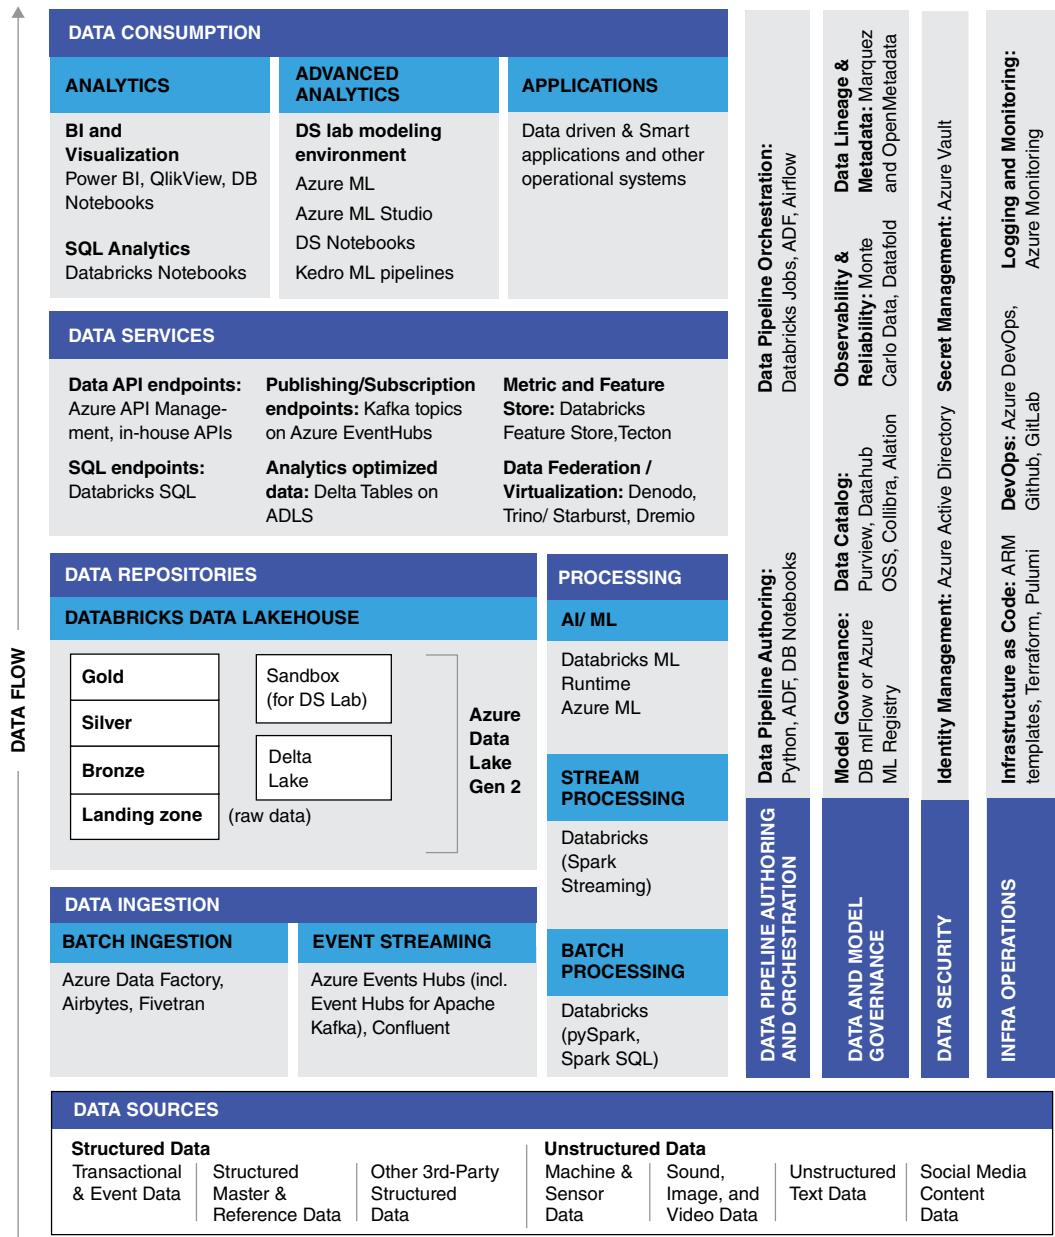 DATA FLOW
DATA CONSUMPTION
ANALYTICS
BI and
Visualization
Power BI, QlikView, DB
Notebooks
SQL Analytics
Databricks Notebooks
ADVANCED
ANALYTICS
DS lab modeling
environment
Azure ML
Azure ML Studio
DS Notebooks
Kedro ML pipelines
APPLICATIONS
Data driven & Smart
applications and other
operational systems
DATA SERVICES
Data API endpoints:
Azure API Manage-
ment, in-house APIs
SQL endpoints:
Databricks SQL
Publishing/Subscription
endpoints: Kafka topics
on Azure EventHubs
Analytics optimized
data: Delta Tables on
ADLS
Metric and Feature
Store: Databricks
Feature Store,Tecton
Data Federation /
Virtualization: Denodo,
Trino/ Starburst, Dremio
DATA REPOSITORIES
DATABRICKS DATA LAKEHOUSE
Gold
Silver
Bronze
Landing zone
(raw data)
Sandbox
(for DS Lab)
Delta
Lake
Azure
Data
Lake
Gen 2
PROCESSING
AI/ ML
Databricks ML
Runtime
Azure ML
STREAM
PROCESSING
Databricks
(Spark
Streaming)
BATCH
PROCESSING
Databricks
(pySpark,
Spark SQL)
DATA INGESTION
BATCH INGESTION
Azure Data Factory,
Airbytes, Fivetran
EVENT STREAMING
Azure Events Hubs (incl.
Event Hubs for Apache
Kafka), Confluent
DATA PIPELINE AUTHORING
AND ORCHESTRATION
Data Pipeline Authoring:
Python, ADF, DB Notebooks
Data Pipeline Orchestration:
Databricks Jobs, ADF, Airflow
DATA AND MODEL
GOVERNANCE
Model Governance:
DB mlFlow or Azure
ML Registry
Data Catalog:
Purview, Datahub
OSS, Collibra, Alation
Observability &
Reliability: Monte
Carlo Data, Datafold
Data Lineage &
Metadata: Marquez
and OpenMetadata
DATA SECURITY
Identity Management: Azure Active Directory
Secret Management: Azure Vault
INFRA OPERATIONS
Infrastructure as Code: ARM
templates, Terraform, Pulumi
DevOps: Azure DevOps,
Github, GitLab
Logging and Monitoring:
Azure Monitoring
DATA SOURCES
Structured Data
Transactional
& Event Data
Structured
Master &
Reference Data
Other 3rd-Party
Structured
Data
Unstructured Data
Machine &
Sensor
Data
Sound,
Image, and
Video Data
Unstructured
Text Data
Social Media
Content
Data